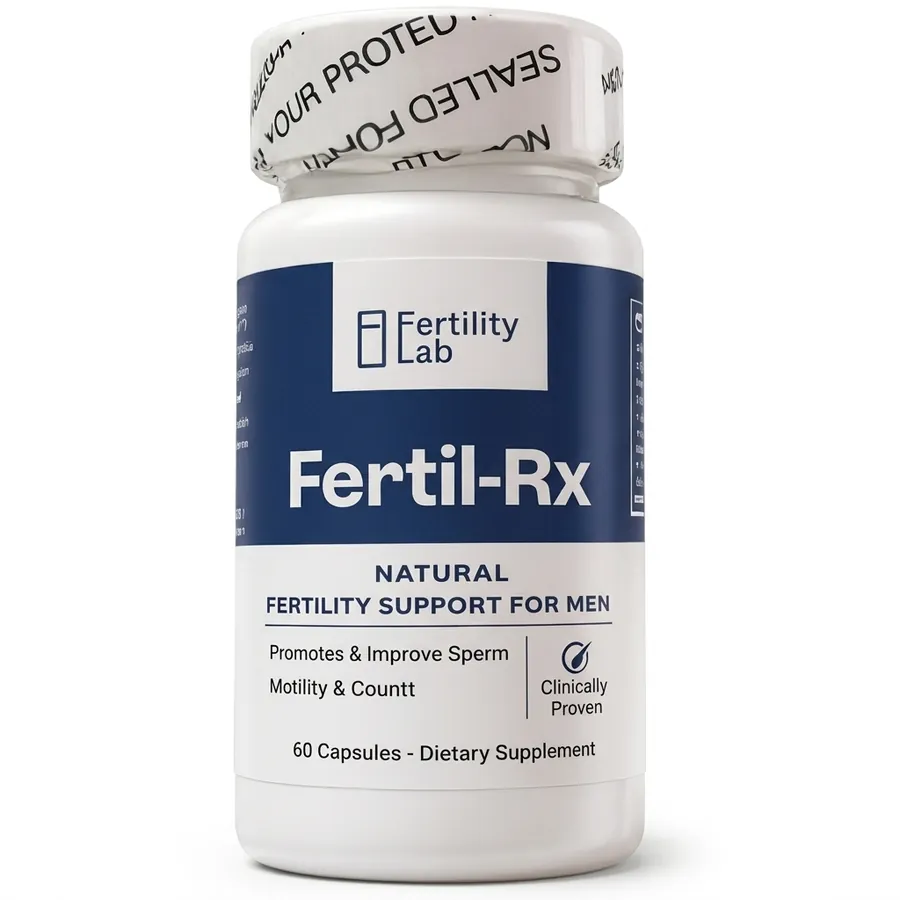 YOUR PROTED
SEALLED FO
Fertility
Lab
Fertil-Rx
NATURAL
FERTILITY SUPPORT FOR MEN
Promotes & Improve Sperm
Motility & Countt
Clinically
Proven
60 Capsules - Dietary Supplement